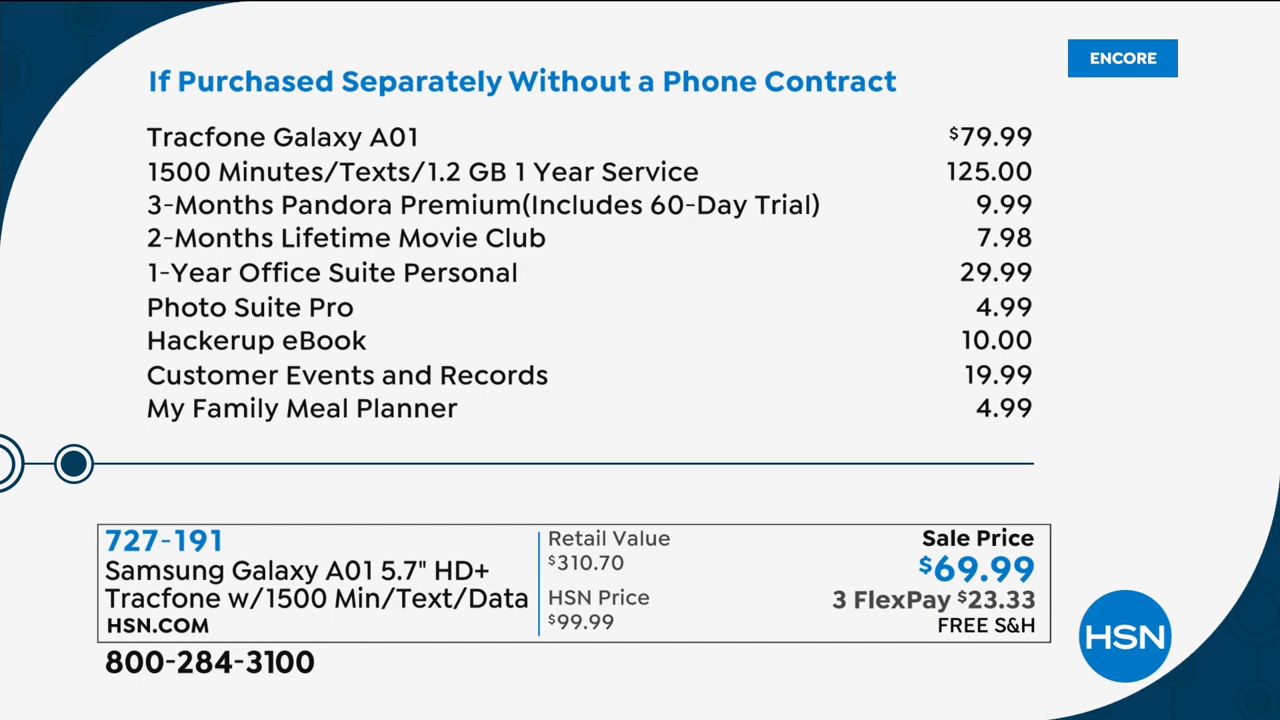 ENCORE
If Purchased Separately Without a Phone Contract
Tracfone Galaxy A01 $79.99
1500 Minutes/Texts/1.2 GB 1 Year Service 125.00
3-Months Pandora Premium(Includes 60-Day Trial) 9.99
2-Months Lifetime Movie Club 7.98
1-Year Office Suite Personal 29.99
Photo Suite Pro 4.99
Hackerup eBook 10.00
Customer Events and Records 19.99
My Family Meal Planner 4.99
727-191
Samsung Galaxy A01 5.7" HD+
Tracfone w/1500 Min/Text/Data
HSN.COM
Retail Value
$310.70
HSN Price
$99.99
Sale Price
$69.99
3 FlexPay $23.33
FREE S&H
800-284-3100
HSN